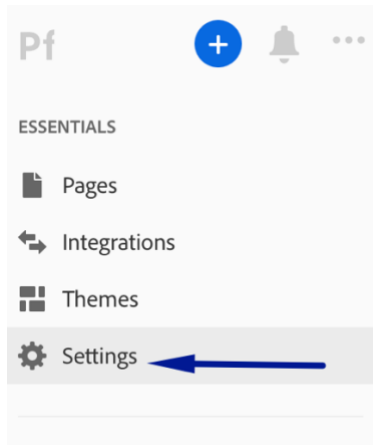 Pf
ESSENTIALS
Pages
Integrations
Themes
Settings